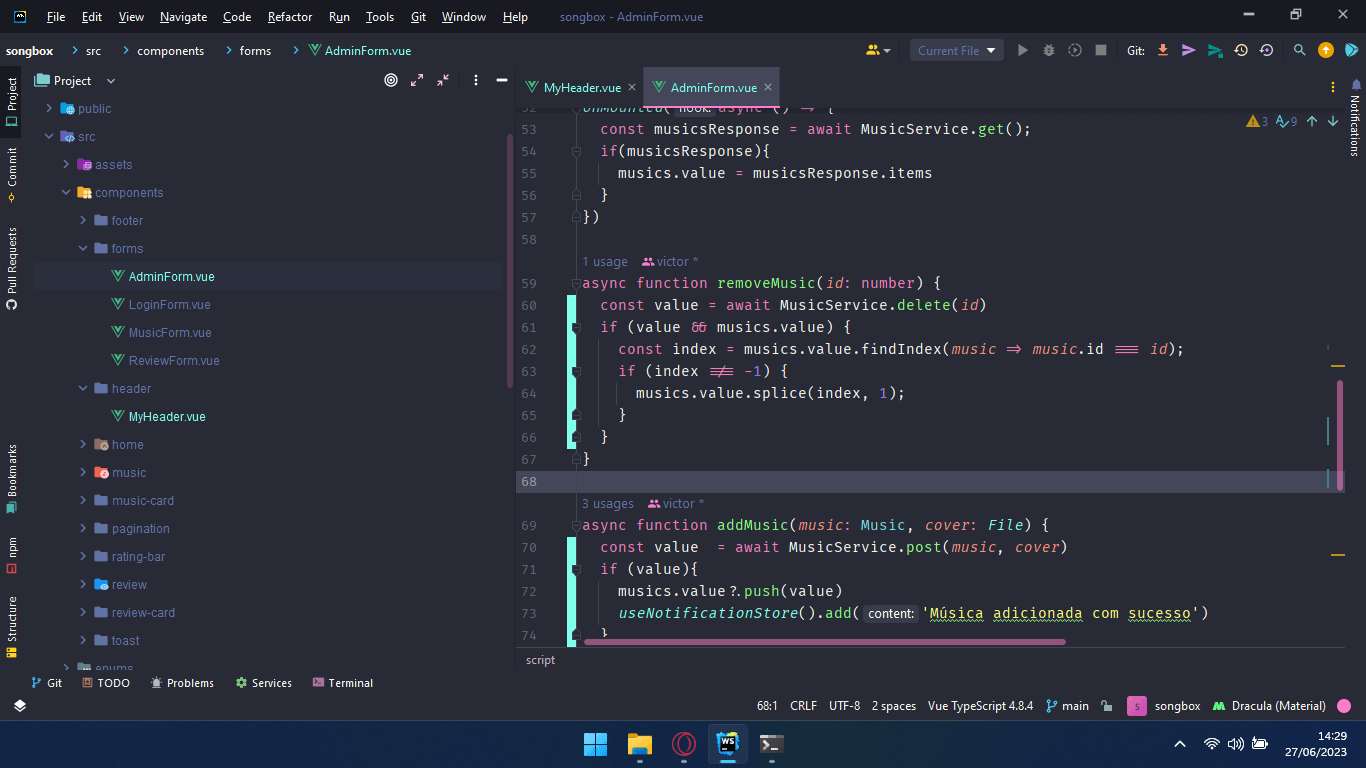 WS File Edit View Navigate Code Refactor Run Tools Git Window Help songbox - AdminForm.vue
songbox src components forms AdminForm.vue Current File Git:
Project
public
src
assets
components
footer
forms
AdminForm.vue
LoginForm.vue
MusicForm.vue
ReviewForm.vue
header
MyHeader.vue
home
music
music-card
pagination
rating-bar
review
review-card
toast
enums
Project
Commit
Pull Requests
Bookmarks
npm
Structure
MyHeader.vue AdminForm.vue
3 9
Notifications
52 onMounted( hook: async () => {
53 const musicsResponse = await MusicService.get();
54 if(musicsResponse){
55 musics.value = musicsResponse.items
56 }
57 })
58
1 usage victor *
59 async function removeMusic(id: number) {
60 const value = await MusicService.delete(id)
61 if (value && musics.value) {
62 const index = musics.value.findIndex(music => music.id === id);
63 if (index !== -1) {
64 musics.value.splice(index, 1);
65 }
66 }
67 }
68
3 usages victor *
69 async function addMusic(music: Music, cover: File) {
70 const value = await MusicService.post(music, cover)
71 if (value){
72 musics.value?.push(value)
73 useNotificationStore().add( content: 'Música adicionada com sucesso')
74 }
script
Git TODO Problems Services Terminal
68:1 CRLF UTF-8 2 spaces Vue TypeScript 4.8.4 main s songbox Dracula (Material)
WS
14:29
27/06/2023